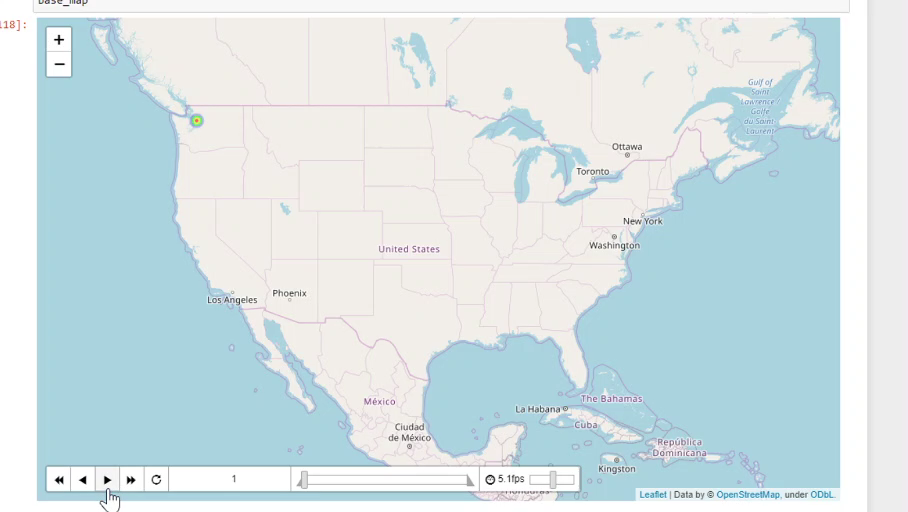 base_map
118]:
+
−
Gulf of
Saint
Lawrence /
Golfe
du Saint-
Laurent
Ottawa
Toronto
New York
Washington
United States
Phoenix
Los Angeles
México
The Bahamas
La Habana
Cuba
Ciudad
de México
República
Dominicana
Kingston
1
5.1fps
Honduras
Leaflet | Data by © OpenStreetMap, under ODbL.